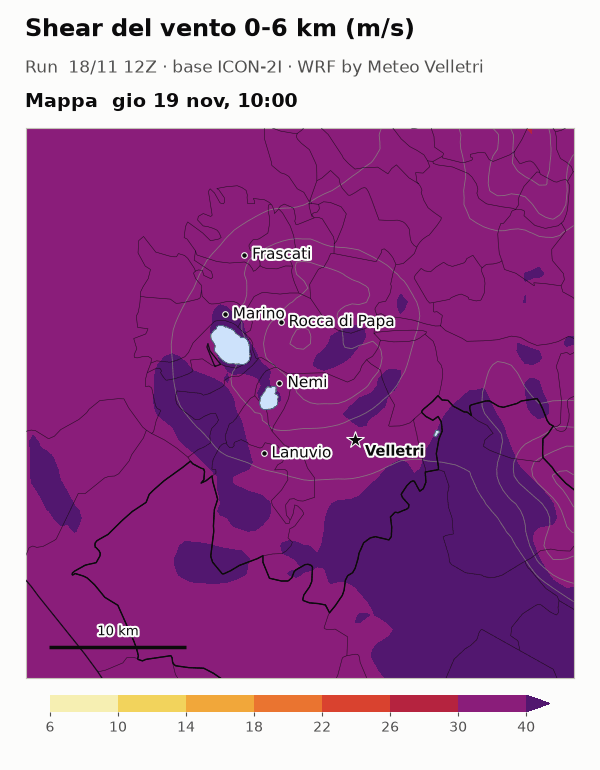 Shear del vento 0-6 km (m/s)
Run  18/11 12Z · base ICON-2I · WRF by Meteo Velletri
Mappa  gio 19 nov, 10:00
Frascati
Marino
Rocca di Papa
Nemi
Velletri
Lanuvio
10 km
6 10 14 18 22 26 30 40